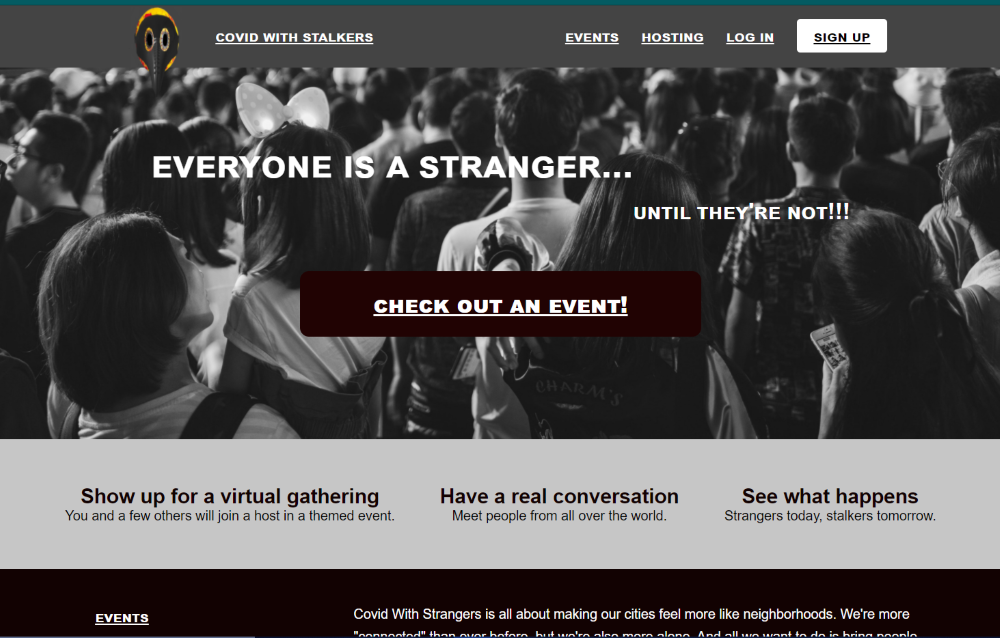 COVID WITH STALKERS
EVENTS HOSTING LOG IN SIGN UP
EVERYONE IS A STRANGER...
UNTIL THEY'RE NOT!!!
CHECK OUT AN EVENT!
CHARM'S
Show up for a virtual gathering
You and a few others will join a host in a themed event.
Have a real conversation
Meet people from all over the world.
See what happens
Strangers today, stalkers tomorrow.
EVENTS
Covid With Strangers is all about making our cities feel more like neighborhoods. We're more
"connected" than ever before, but we're also more alone. And all we want to do is bring people